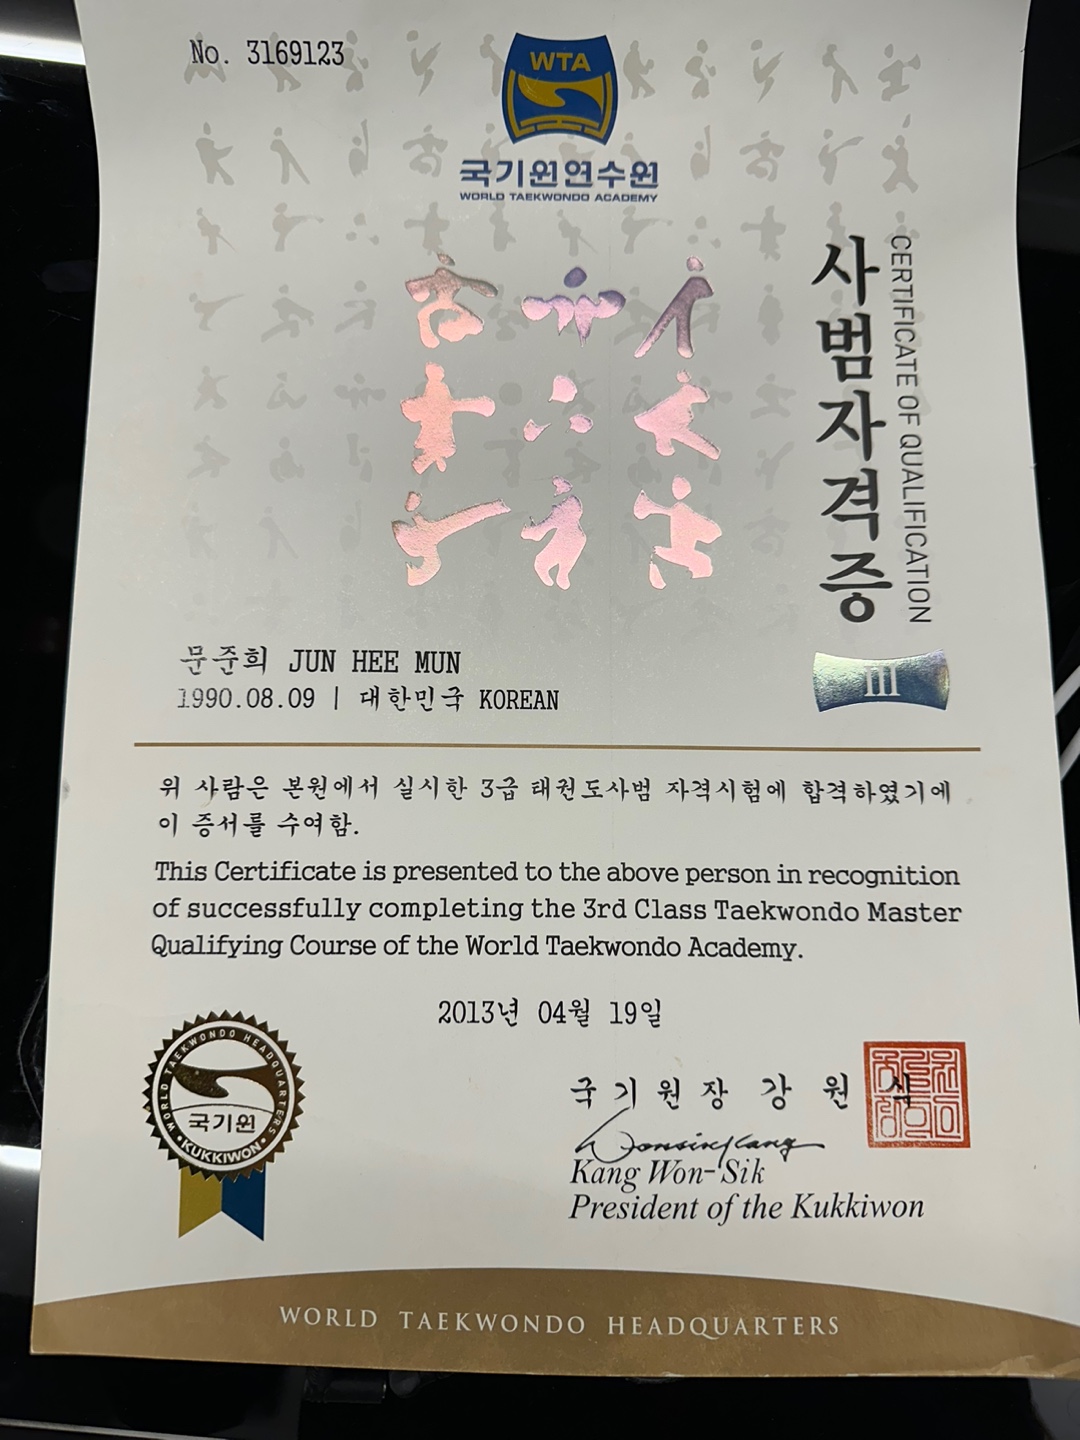 No. 3169123
WTA
국기원연수원
WORLD TAEKWONDO ACADEMY
사범자격증
CERTIFICATE OF QUALIFICATION
III
문준희 JUN HEE MUN
1990.08.09 | 대한민국 KOREAN
위 사람은 본원에서 실시한 3급 태권도사범 자격시험에 합격하였기에
이 증서를 수여함.
This Certificate is presented to the above person in recognition
of successfully completing the 3rd Class Taekwondo Master
Qualifying Course of the World Taekwondo Academy.
2013년 04월 19일
WORLD TAEKWONDO HEADQUARTERS
국기원
• KUKKIWON •
국기원장 강원식
Wonsik Kang
Kang Won-Sik
President of the Kukkiwon
WORLD TAEKWONDO HEADQUARTERS